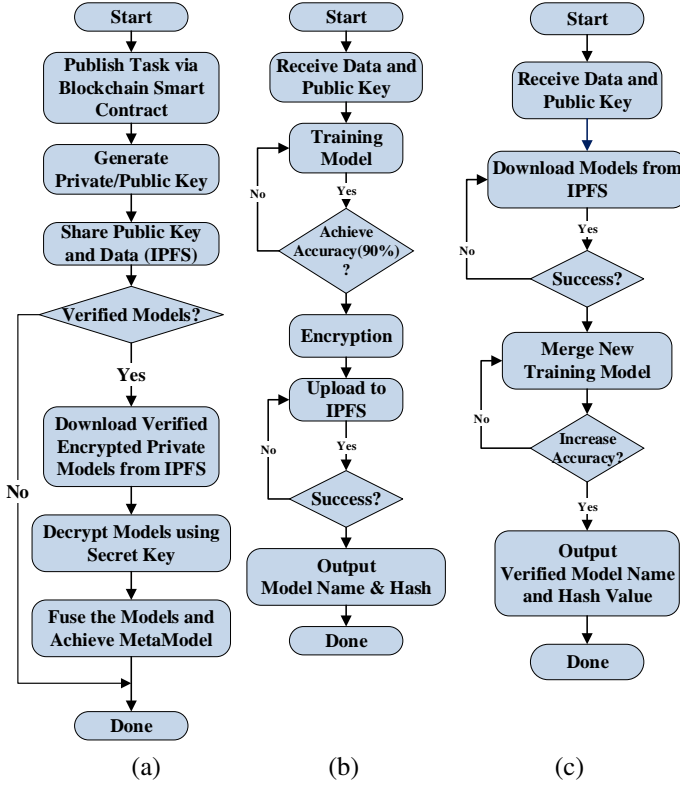 Start
Publish Task via
Blockchain Smart
Contract
Generate
Private/Public Key
Share Public Key
and Data (IPFS)
Verified Models?
Yes
No
Download Verified
Encrypted Private
Models from IPFS
Decrypt Models using
Secret Key
Fuse the Models and
Achieve MetaModel
Done
(a)
Start
Receive Data and
Public Key
Training
Model
No
Yes
Achieve
Accuracy(90%)
?
Encryption
Upload to
IPFS
No
Yes
Success?
Output
Model Name & Hash
Done
(b)
Start
Receive Data and
Public Key
Download Models from
IPFS
Yes
No
Success?
Merge New
Training Model
No
Increase
Accuracy?
Yes
Output
Verified Model Name
and Hash Value
Done
(c)